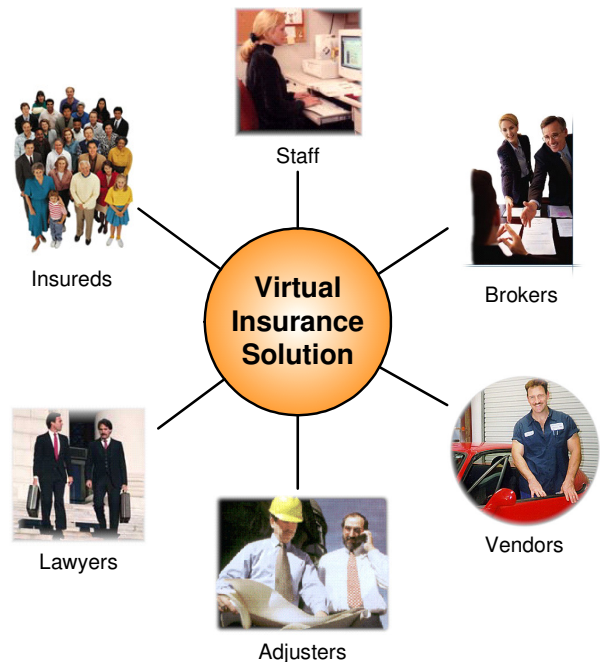 Staff
Insureds
Brokers
Virtual
Insurance
Solution
Lawyers
Vendors
Adjusters